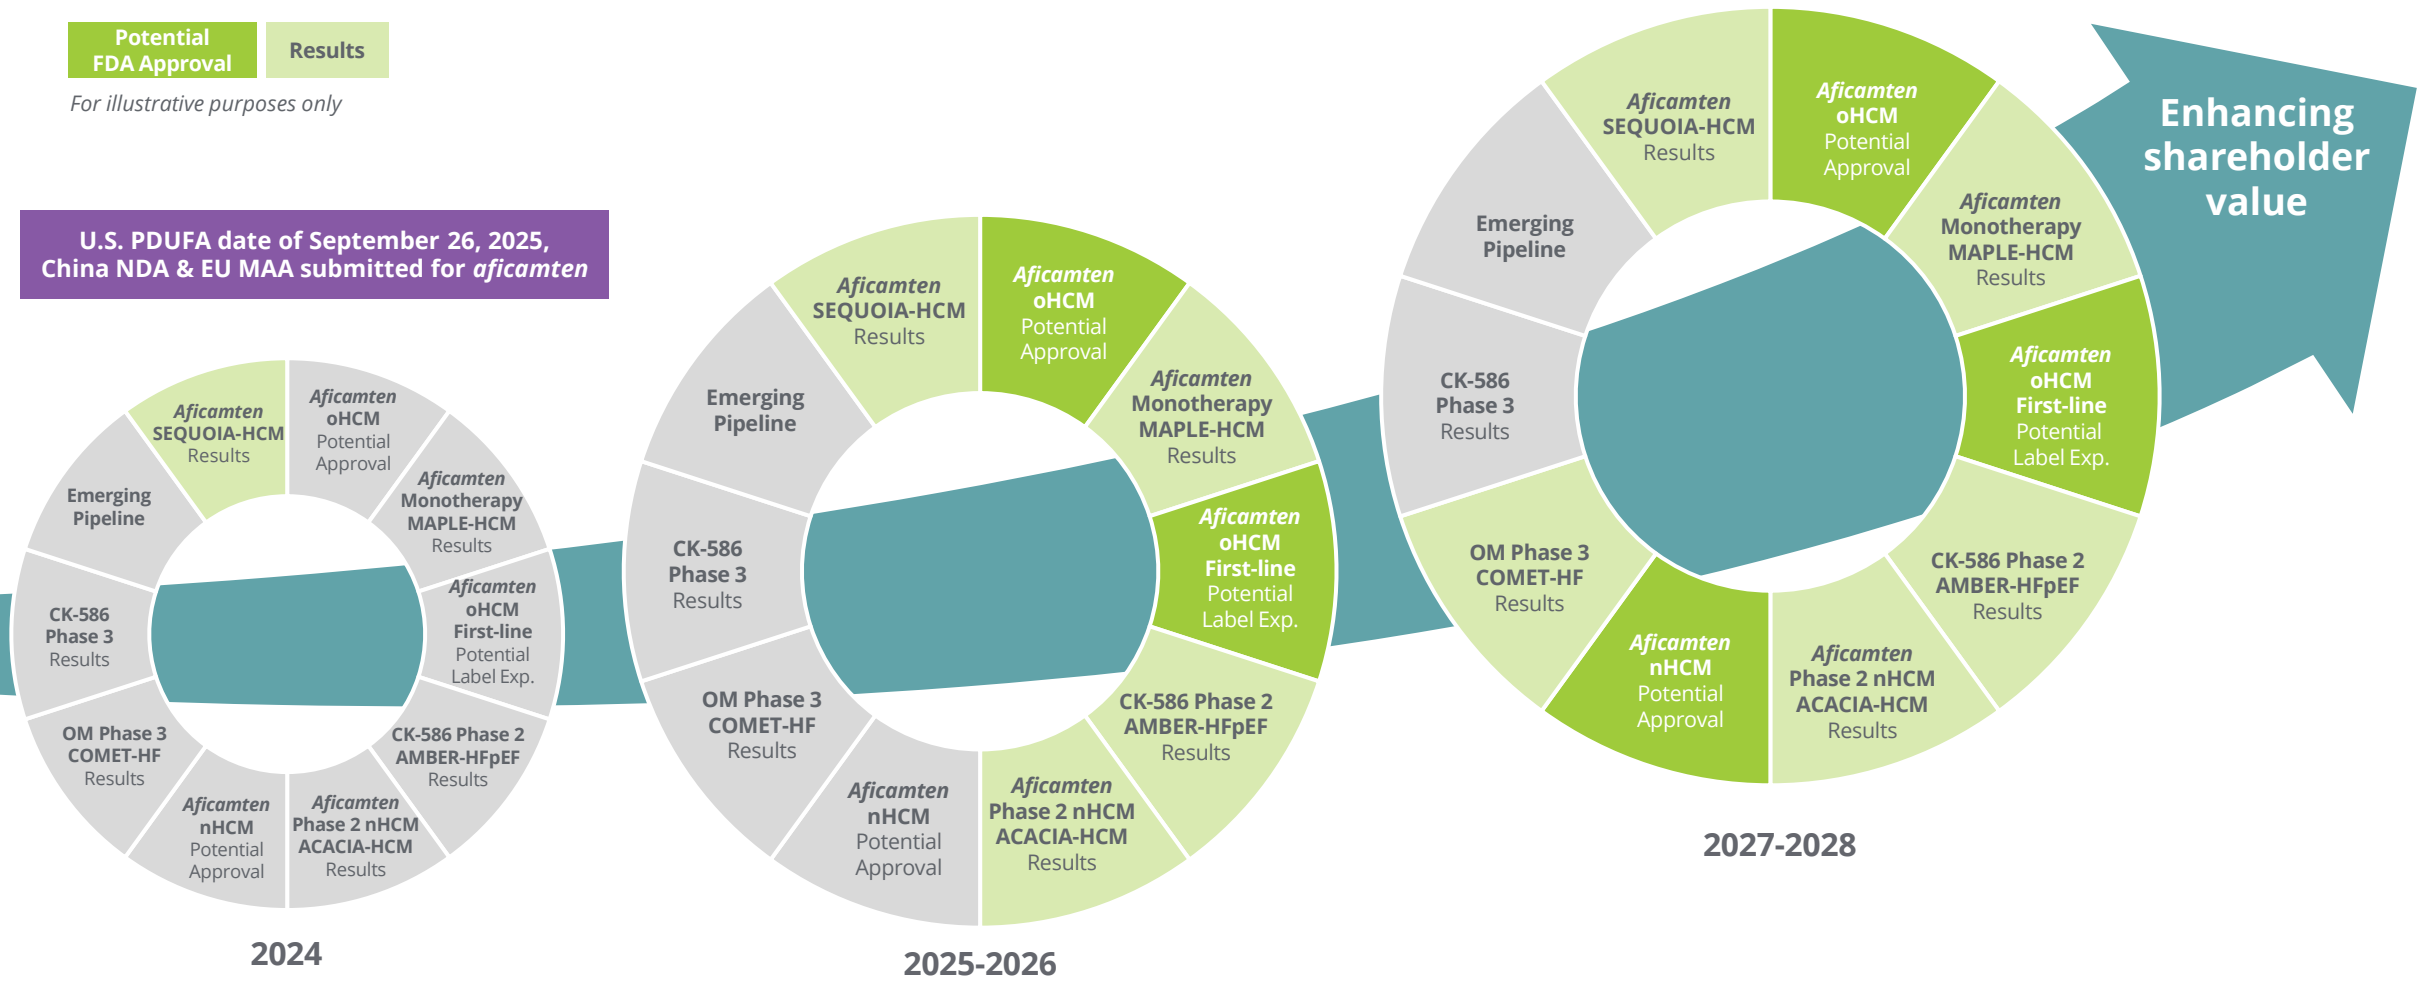 Potential
FDA Approval
Results
For illustrative purposes only
U.S. PDUFA date of September 26, 2025,
China NDA & EU MAA submitted for aficamten
Aficamten
SEQUOIA-HCM
Results
Aficamten
oHCM
Potential
Approval
Aficamten
Monotherapy
MAPLE-HCM
Results
Aficamten
oHCM
First-line
Potential
Label Exp.
CK-586 Phase 2
AMBER-HFpEF
Results
Aficamten
Phase 2 nHCM
ACACIA-HCM
Results
Aficamten
nHCM
Potential
Approval
OM Phase 3
COMET-HF
Results
CK-586
Phase 3
Results
Emerging
Pipeline
2024
Aficamten
SEQUOIA-HCM
Results
Aficamten
oHCM
Potential
Approval
Aficamten
Monotherapy
MAPLE-HCM
Results
Aficamten
oHCM
First-line
Potential
Label Exp.
CK-586 Phase 2
AMBER-HFpEF
Results
Aficamten
Phase 2 nHCM
ACACIA-HCM
Results
Aficamten
nHCM
Potential
Approval
OM Phase 3
COMET-HF
Results
CK-586
Phase 3
Results
Emerging
Pipeline
2025-2026
Aficamten
SEQUOIA-HCM
Results
Aficamten
oHCM
Potential
Approval
Aficamten
Monotherapy
MAPLE-HCM
Results
Aficamten
oHCM
First-line
Potential
Label Exp.
CK-586 Phase 2
AMBER-HFpEF
Results
Aficamten
Phase 2 nHCM
ACACIA-HCM
Results
Aficamten
nHCM
Potential
Approval
OM Phase 3
COMET-HF
Results
CK-586
Phase 3
Results
Emerging
Pipeline
2027-2028
Enhancing
shareholder
value